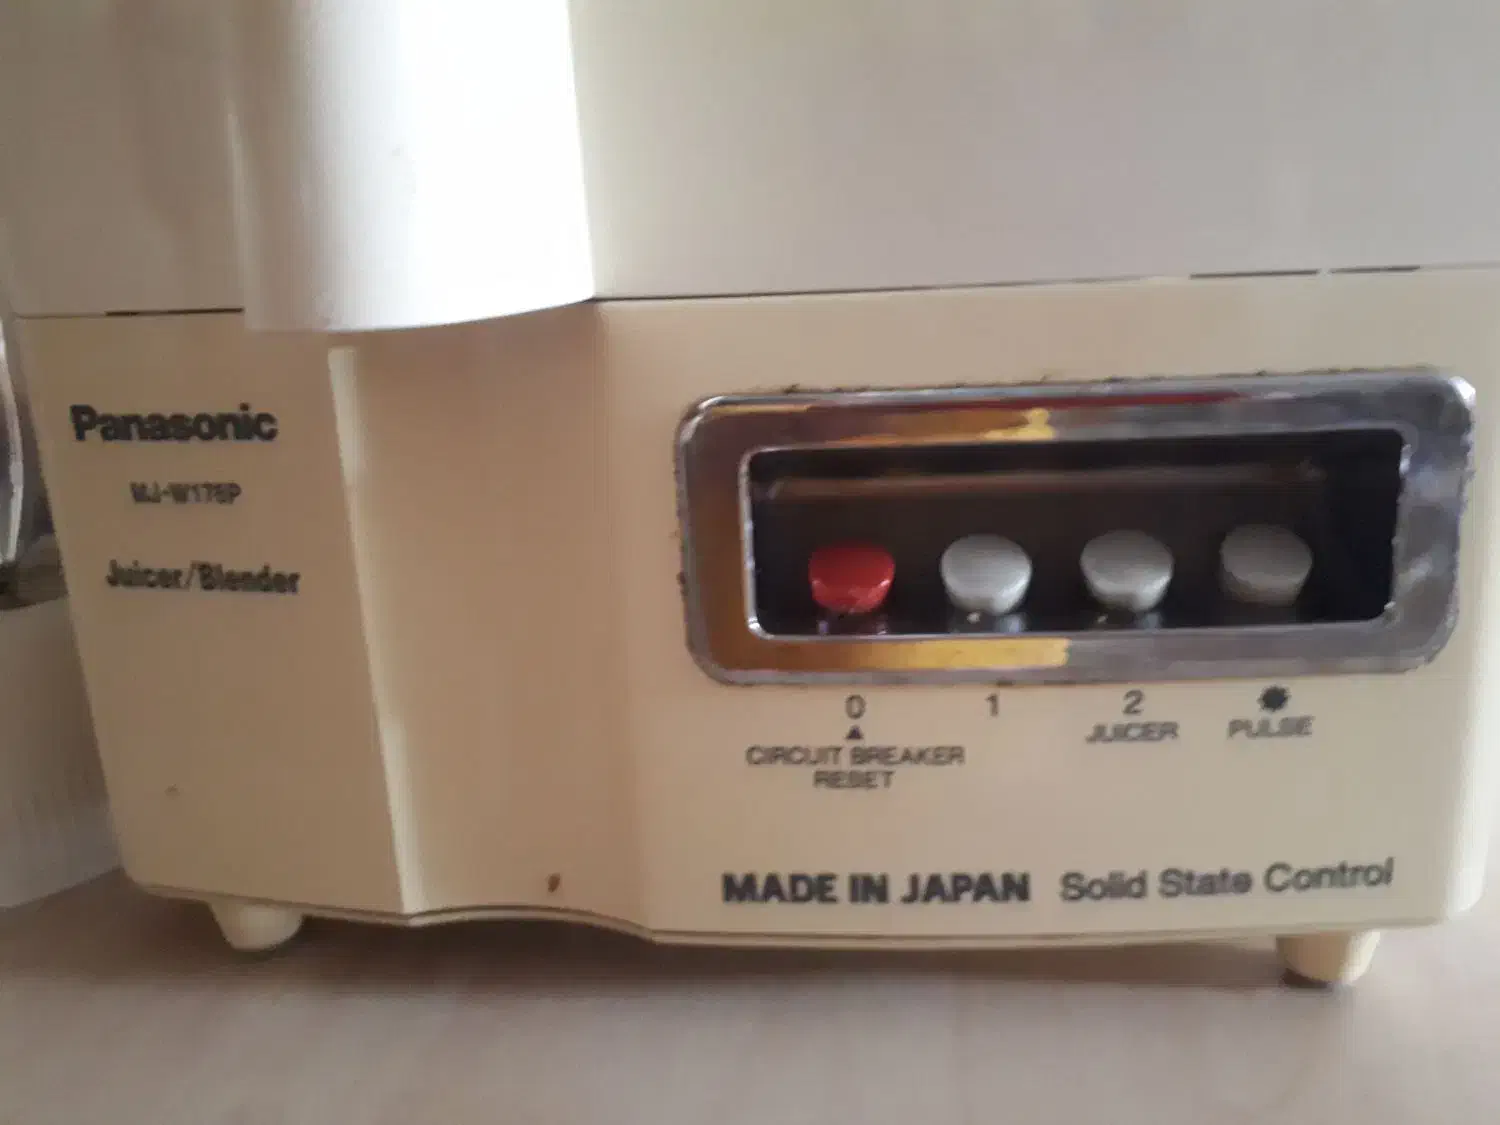 Panasonic
MJ-W176P
Juicer/Blender
0 1 2
JUICER PULSE
CIRCUIT BREAKER
RESET
MADE IN JAPAN Solid State Control